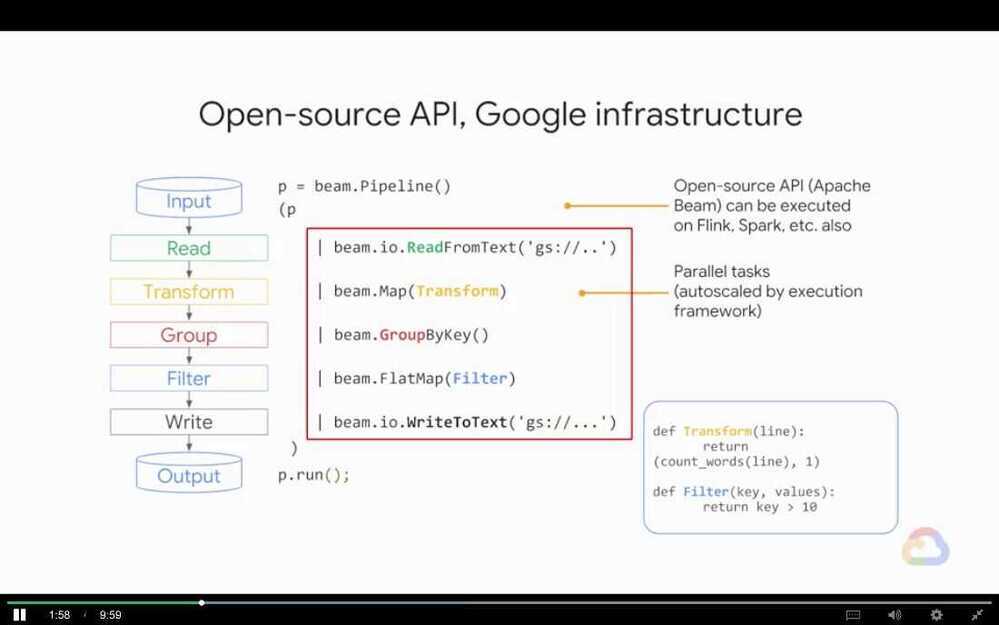 Open-source API, Google infrastructure
Input
Read
Transform
Group
Filter
Write
Output
p = beam.Pipeline()
(p
| beam.io.ReadFromText('gs://..')
| beam.Map(Transform)
| beam.GroupByKey()
| beam.FlatMap(Filter)
| beam.io.WriteToText('gs://...')
)
p.run();
Open-source API (Apache
Beam) can be executed
on Flink, Spark, etc. also
Parallel tasks
(autoscaled by execution
framework)
def Transform(line):
return
(count_words(line), 1)
def Filter(key, values):
return key > 10
1:58 / 9:59